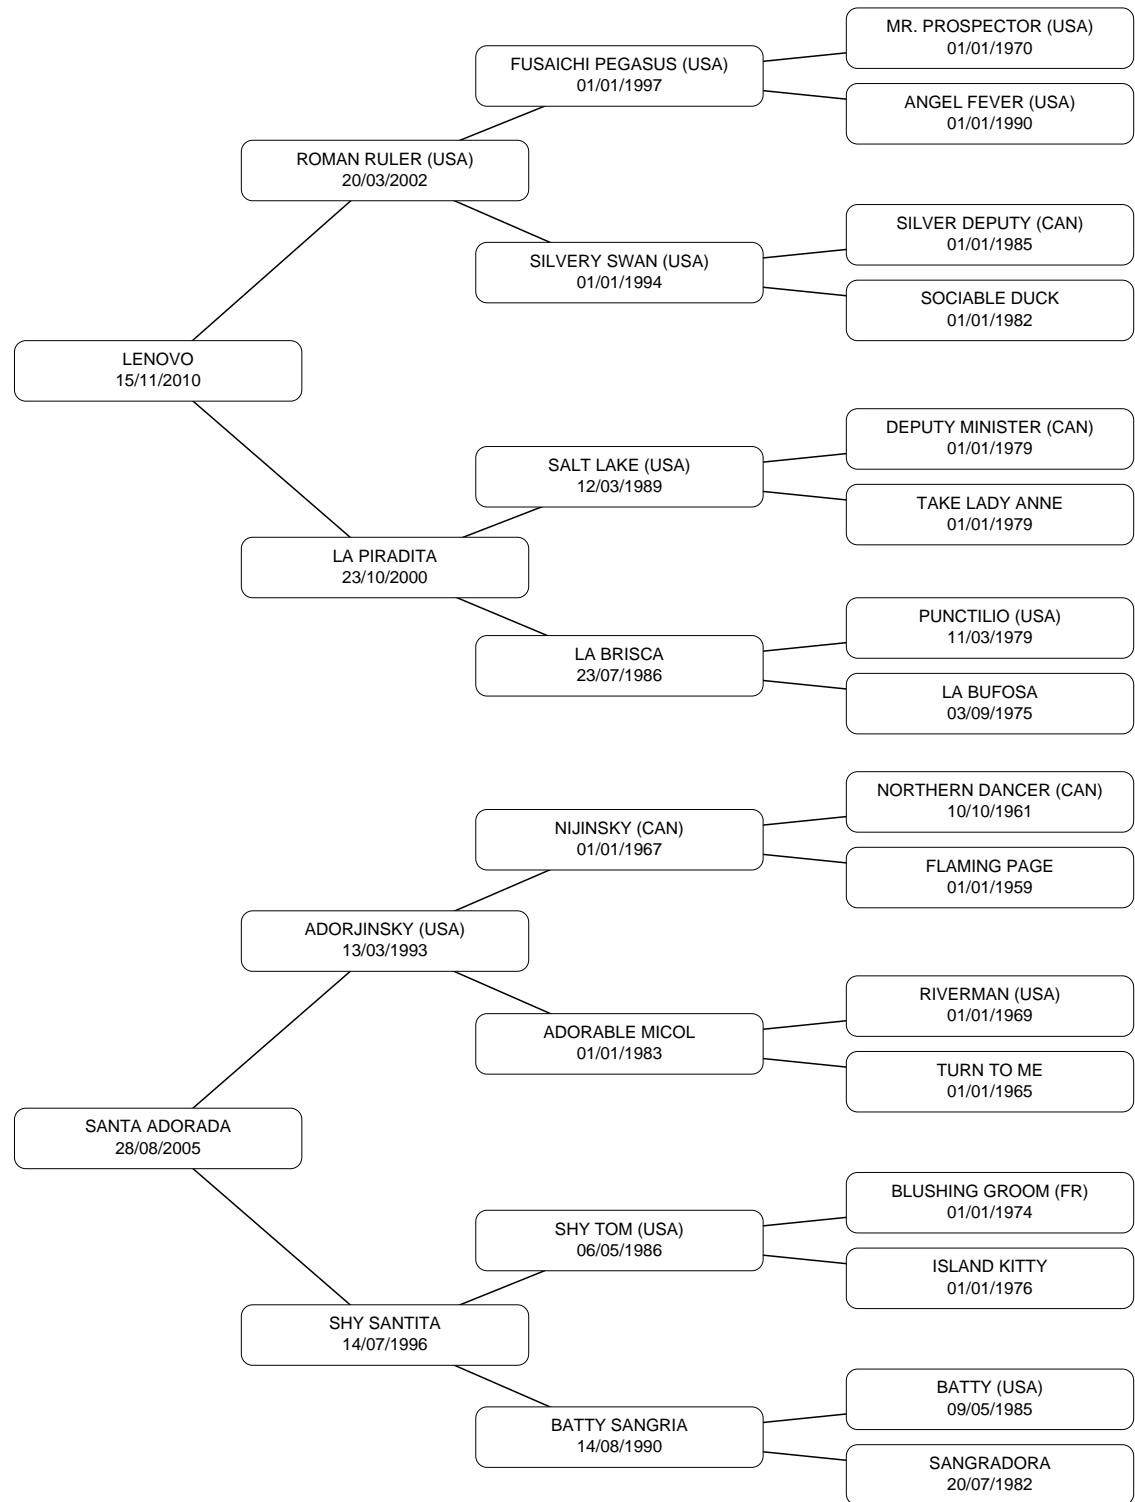 MR. PROSPECTOR (USA)
01/01/1970
FUSAICHI PEGASUS (USA)
01/01/1997
ANGEL FEVER (USA)
01/01/1990
ROMAN RULER (USA)
20/03/2002
SILVER DEPUTY (CAN)
01/01/1985
SILVERY SWAN (USA)
01/01/1994
SOCIABLE DUCK
01/01/1982
LENOVO
15/11/2010
DEPUTY MINISTER (CAN)
01/01/1979
SALT LAKE (USA)
12/03/1989
TAKE LADY ANNE
01/01/1979
LA PIRADITA
23/10/2000
PUNCTILIO (USA)
11/03/1979
LA BRISCA
23/07/1986
LA BUFOSA
03/09/1975
NORTHERN DANCER (CAN)
10/10/1961
NIJINSKY (CAN)
01/01/1967
FLAMING PAGE
01/01/1959
ADORJINSKY (USA)
13/03/1993
RIVERMAN (USA)
01/01/1969
ADORABLE MICOL
01/01/1983
TURN TO ME
01/01/1965
SANTA ADORADA
28/08/2005
BLUSHING GROOM (FR)
01/01/1974
SHY TOM (USA)
06/05/1986
ISLAND KITTY
01/01/1976
SHY SANTITA
14/07/1996
BATTY (USA)
09/05/1985
BATTY SANGRIA
14/08/1990
SANGRADORA
20/07/1982